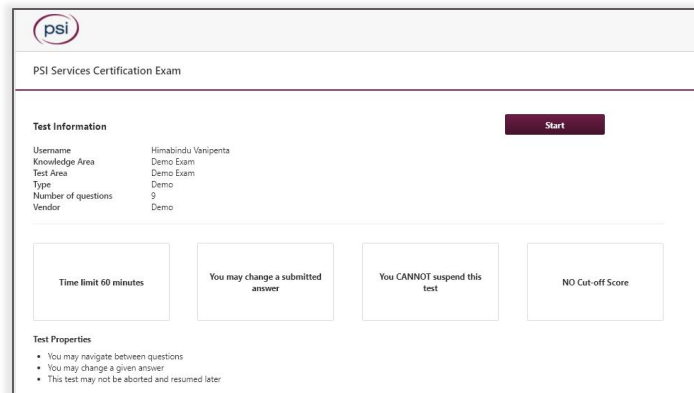 psi
PSI Services Certification Exam
Test Information
Start
Username Himabindu Vanipenta
Knowledge Area Demo Exam
Test Area Demo Exam
Type Demo
Number of questions 9
Vendor Demo
Time limit 60 minutes
You may change a submitted
answer
You CANNOT suspend this
test
NO Cut-off Score
Test Properties
• You may navigate between questions
• You may change a given answer
• This test may not be aborted and resumed later